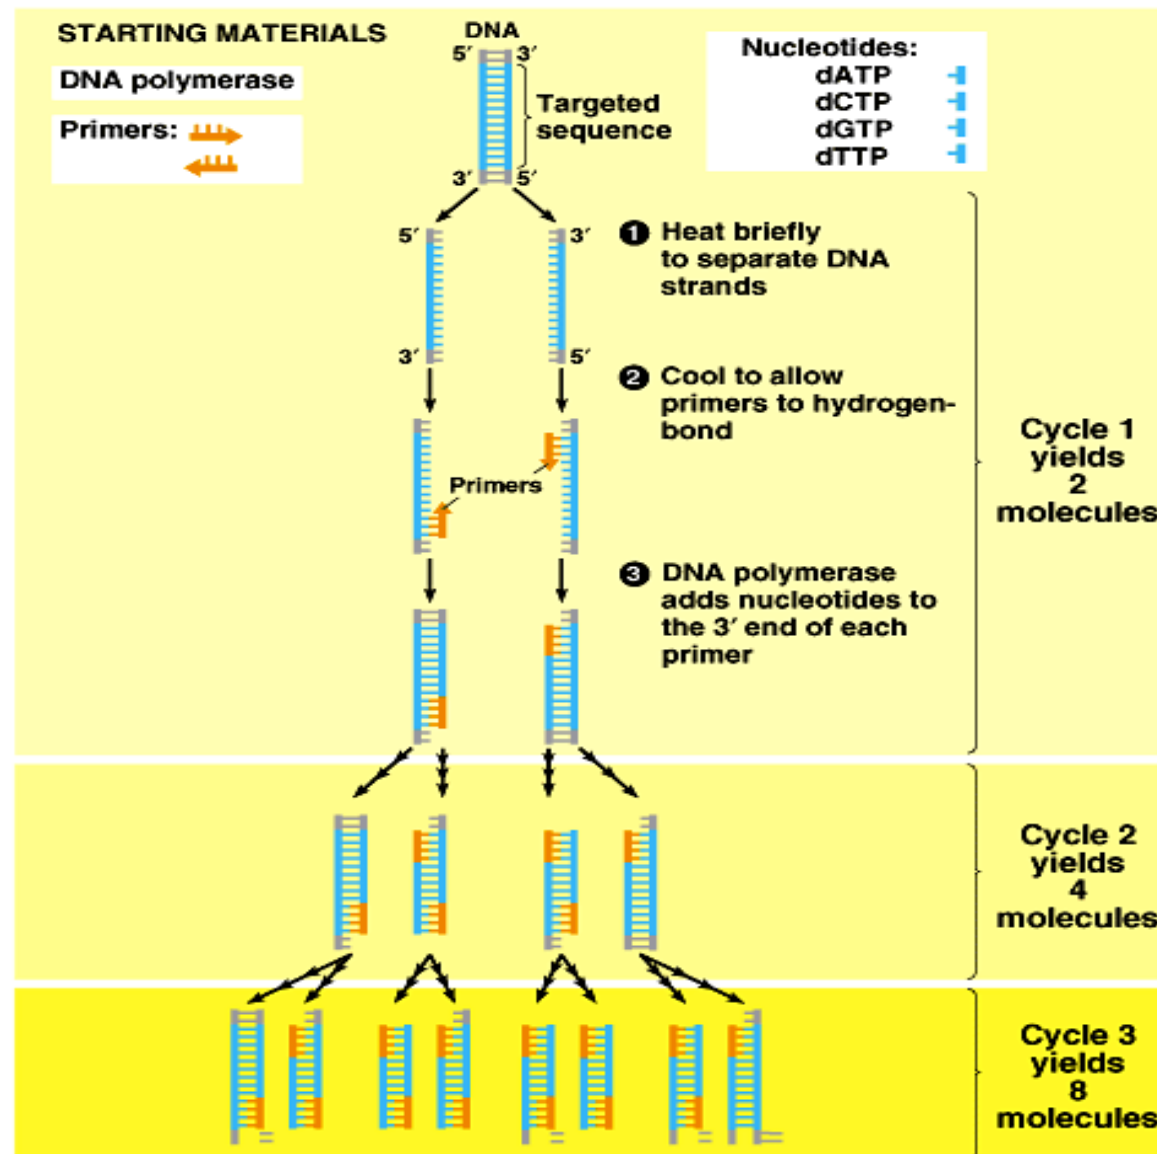 STARTING MATERIALS
DNA polymerase
Primers:
DNA
5′ 3′
Targeted
sequence
3′ 5′
Nucleotides:
dATP
dCTP
dGTP
dTTP
5′ 3′
3′ 5′
1 Heat briefly
to separate DNA
strands
2 Cool to allow
primers to hydrogen-
bond
Primers
3 DNA polymerase
adds nucleotides to
the 3′ end of each
primer
Cycle 1
yields
2
molecules
Cycle 2
yields
4
molecules
Cycle 3
yields
8
molecules